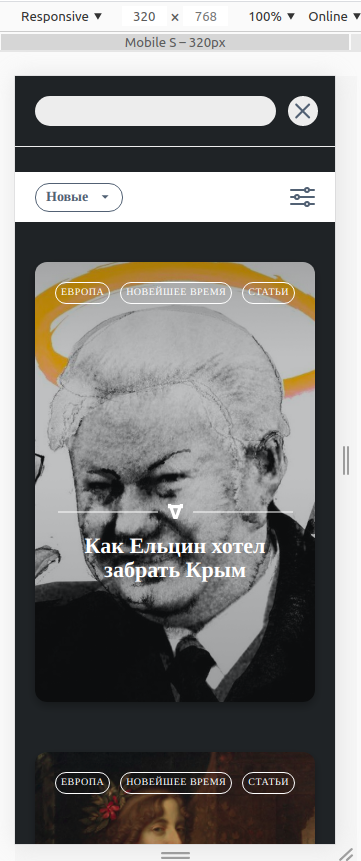 Responsive ▼ 320 x 768 100% ▼ Online ▼
Mobile S – 320px
Новые
ЕВРОПА НОВЕЙШЕЕ ВРЕМЯ СТАТЬИ
Как Ельцин хотел
забрать Крым
ЕВРОПА НОВЕЙШЕЕ ВРЕМЯ СТАТЬИ